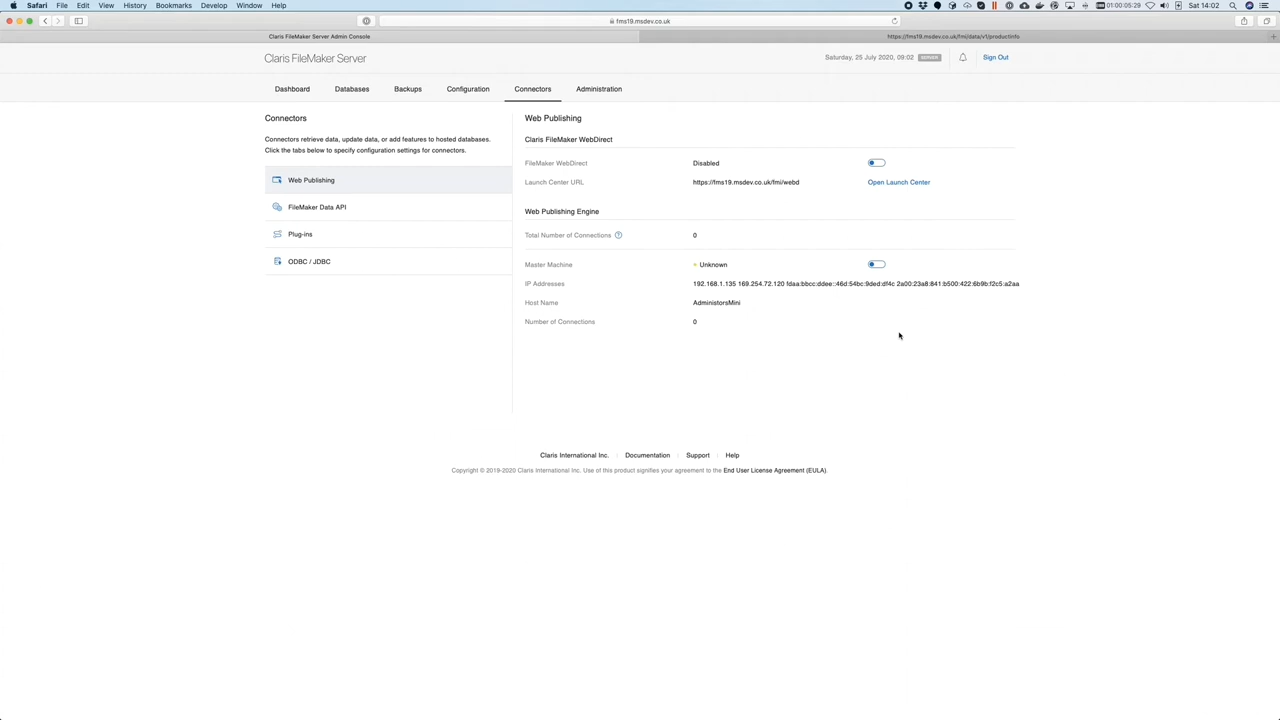 Safari File Edit View History Bookmarks Develop Window Help 01:00:05:29 Sat 14:02
fms19.msdev.co.uk
Claris FileMaker Server Admin Console https://fms19.msdev.co.uk/fmi/data/v1/productinfo
Claris FileMaker Server Saturday, 25 July 2020, 09:02 SERVER Sign Out
Dashboard Databases Backups Configuration Connectors Administration
Connectors
Connectors retrieve data, update data, or add features to hosted databases.
Click the tabs below to specify configuration settings for connectors.
Web Publishing
FileMaker Data API
Plug-ins
ODBC / JDBC
Web Publishing
Claris FileMaker WebDirect
FileMaker WebDirect Disabled
Launch Center URL https://fms19.msdev.co.uk/fmi/webd Open Launch Center
Web Publishing Engine
Total Number of Connections ? 0
Master Machine Unknown
IP Addresses 192.168.1.135 169.254.72.120 fdaa:bbcc:ddee::46d:54bc:9ded:df4c 2a00:23a8:841:b500:422:6b9b:f2c5:a2aa
Host Name AdministorsMini
Number of Connections 0
Claris International Inc. Documentation Support Help
Copyright © 2019-2020 Claris International Inc. Use of this product signifies your agreement to the End User License Agreement (EULA).